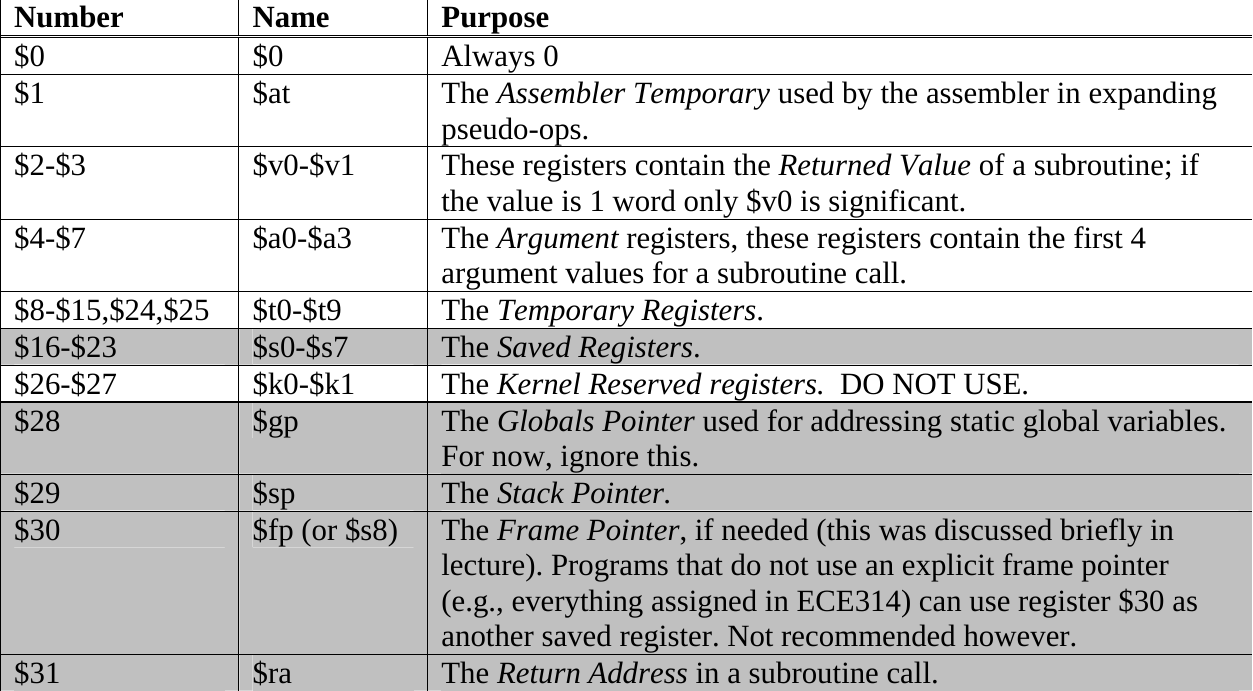 Number Name Purpose
$0 $0 Always 0
$1 $at The Assembler Temporary used by the assembler in expanding
pseudo-ops.
$2-$3 $v0-$v1 These registers contain the Returned Value of a subroutine; if
the value is 1 word only $v0 is significant.
$4-$7 $a0-$a3 The Argument registers, these registers contain the first 4
argument values for a subroutine call.
$8-$15,$24,$25 $t0-$t9 The Temporary Registers.
$16-$23 $s0-$s7 The Saved Registers.
$26-$27 $k0-$k1 The Kernel Reserved registers. DO NOT USE.
$28 $gp The Globals Pointer used for addressing static global variables.
For now, ignore this.
$29 $sp The Stack Pointer.
$30 $fp (or $s8) The Frame Pointer, if needed (this was discussed briefly in
lecture). Programs that do not use an explicit frame pointer
(e.g., everything assigned in ECE314) can use register $30 as
another saved register. Not recommended however.
$31 $ra The Return Address in a subroutine call.